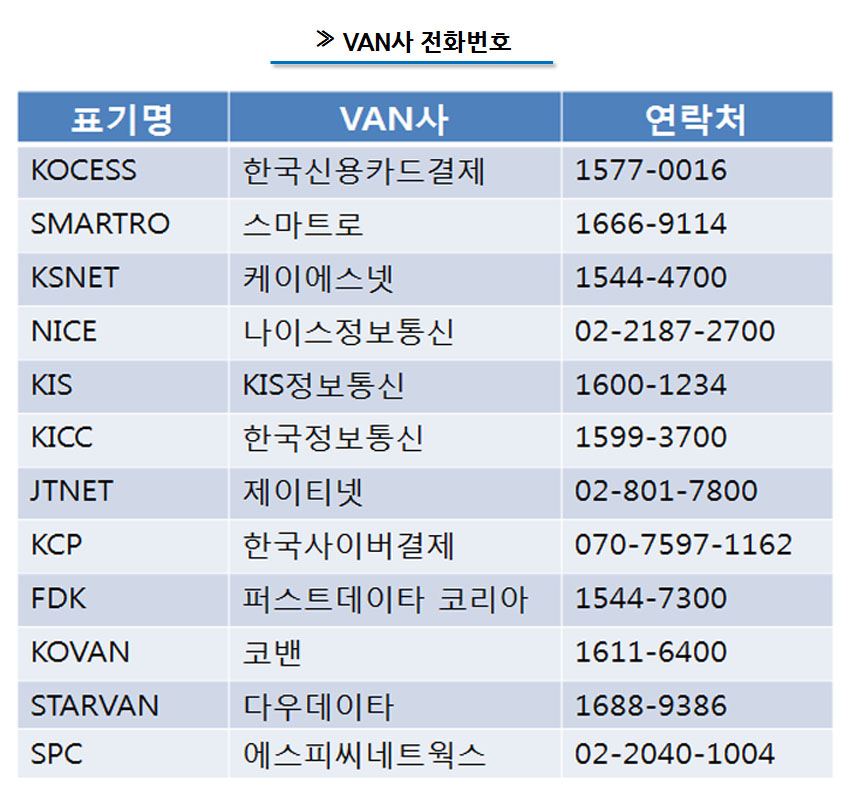 ≫ VAN사 전화번호
표기명 VAN사 연락처
KOCESS 한국신용카드결제 1577-0016
SMARTRO 스마트로 1666-9114
KSNET 케이에스넷 1544-4700
NICE 나이스정보통신 02-2187-2700
KIS KIS정보통신 1600-1234
KICC 한국정보통신 1599-3700
JTNET 제이티넷 02-801-7800
KCP 한국사이버결제 070-7597-1162
FDK 퍼스트데이타 코리아 1544-7300
KOVAN 코밴 1611-6400
STARVAN 다우데이타 1688-9386
SPC 에스피씨네트웍스 02-2040-1004